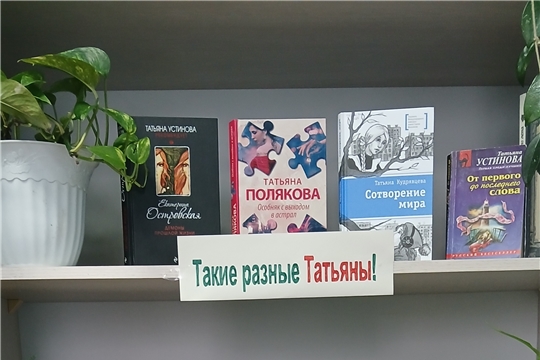 ТАТЬЯНА УСТИНОВА
Екатерина
Островская
ТАТЬЯНА
ПОЛЯКОВА
Особняк с выходом
в астрал
Татьяна Кудрявцева
Сотворение
мира
Татьяна
УСТИНОВА
От первого
до последнего
слова
Такие разные Татьяны!